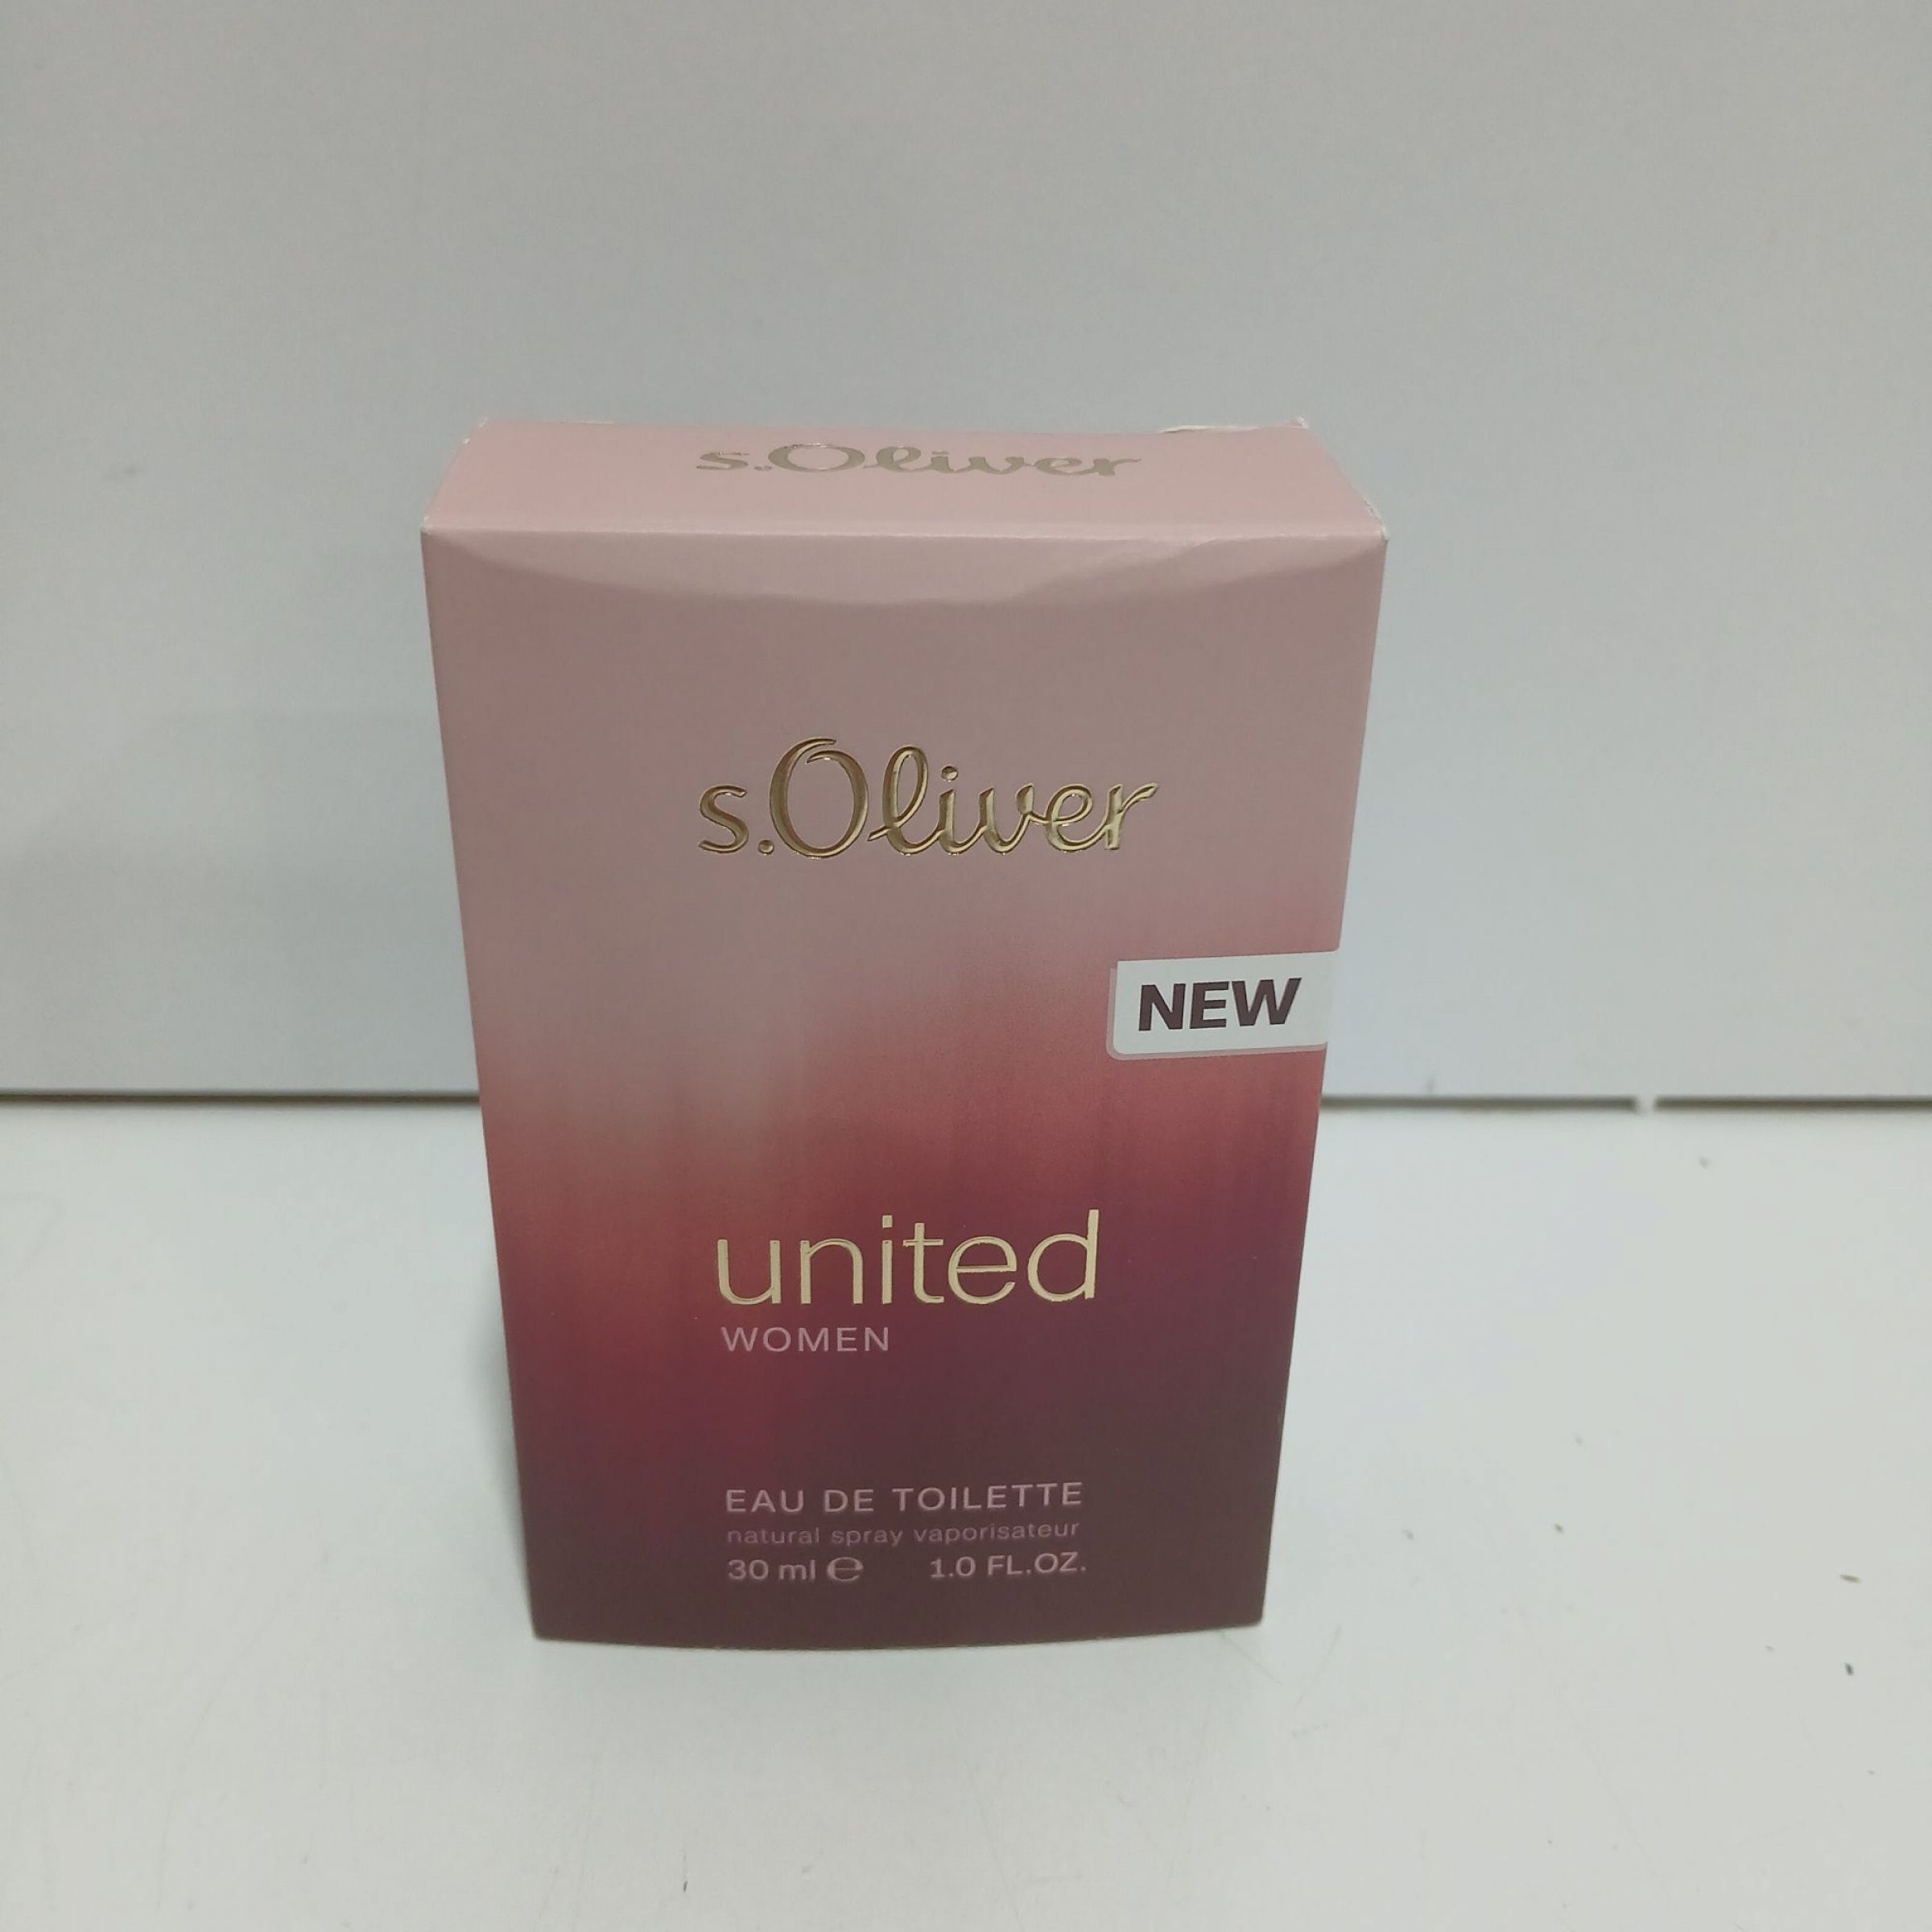 s.Oliver
s.Oliver
NEW
united
WOMEN
EAU DE TOILETTE
natural spray vaporisateur
30 ml ℮ 1.0 FL.OZ.